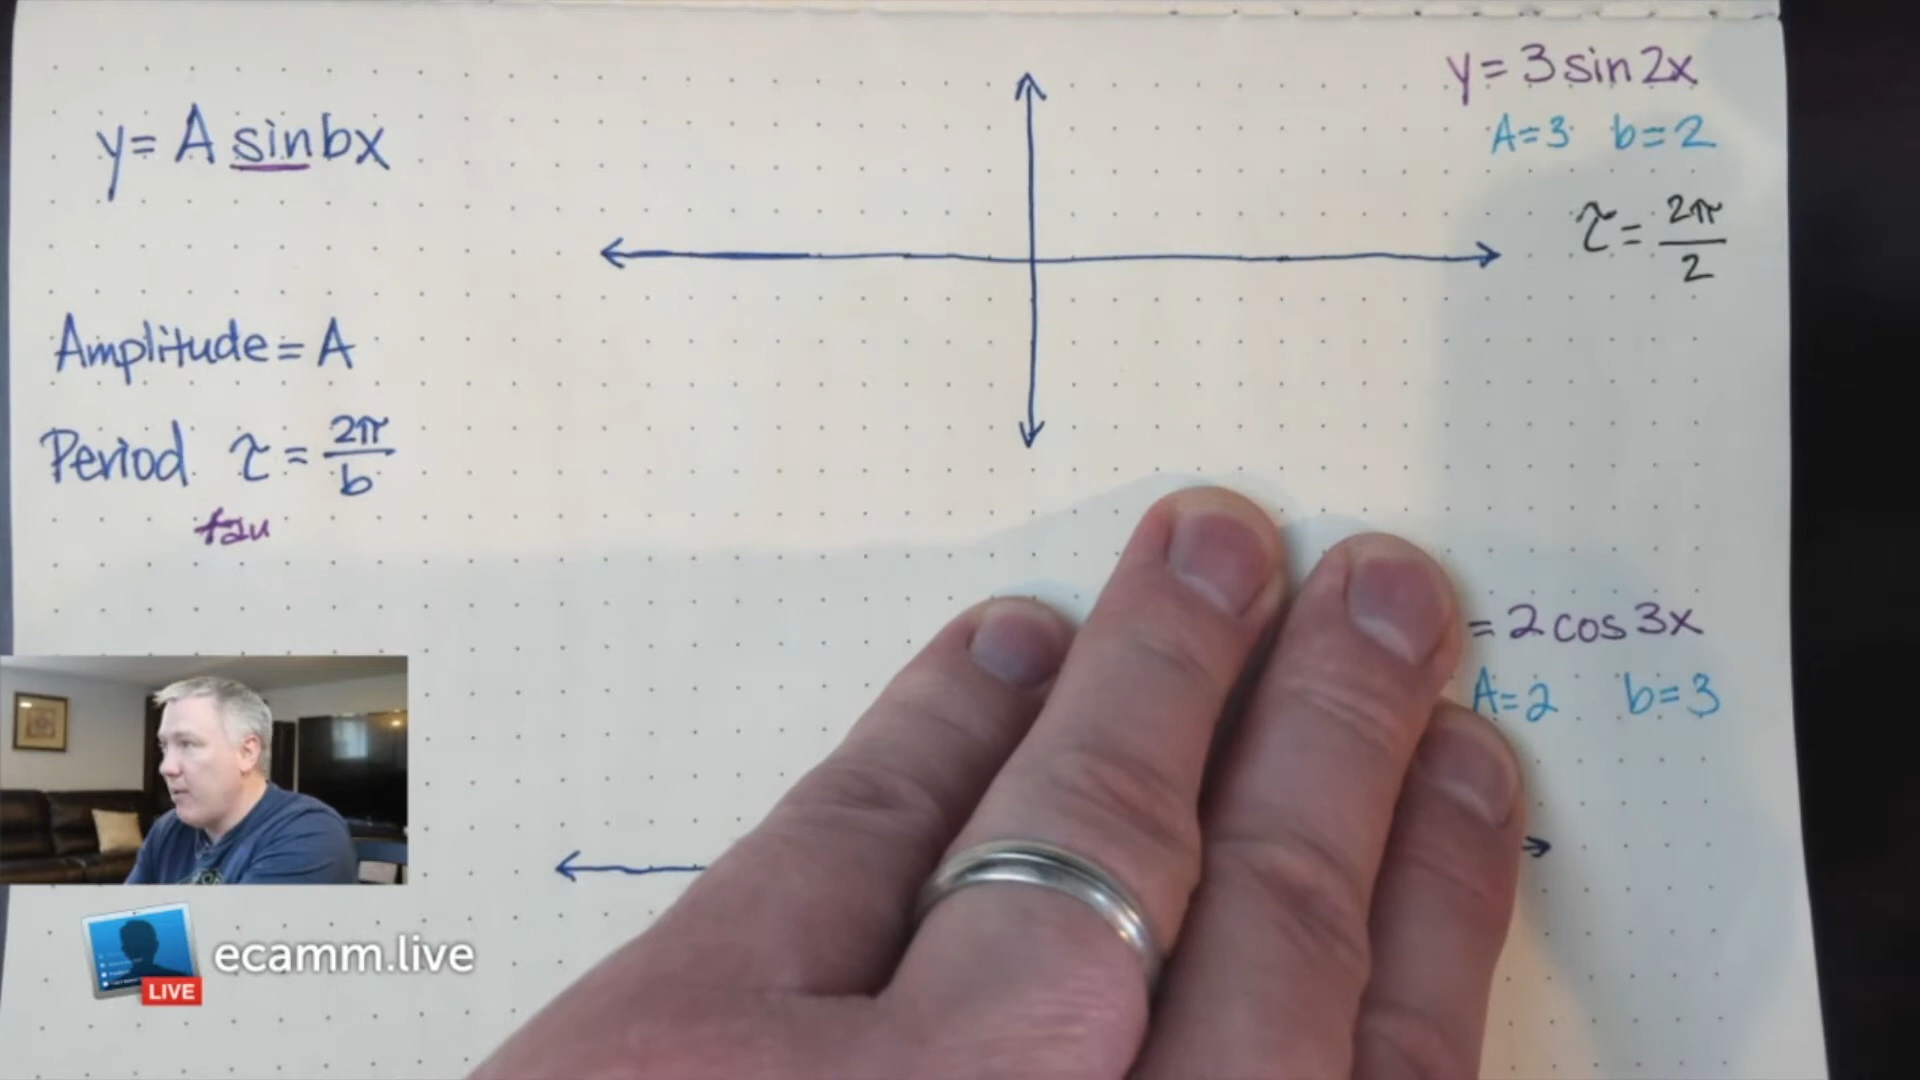 y = A sin bx
Amplitude = A
Period τ = 2π/b
tau
y = 3 sin 2x
A = 3 b = 2
τ = 2π/2
= 2 cos 3x
A = 2 b = 3
ecamm.live
LIVE